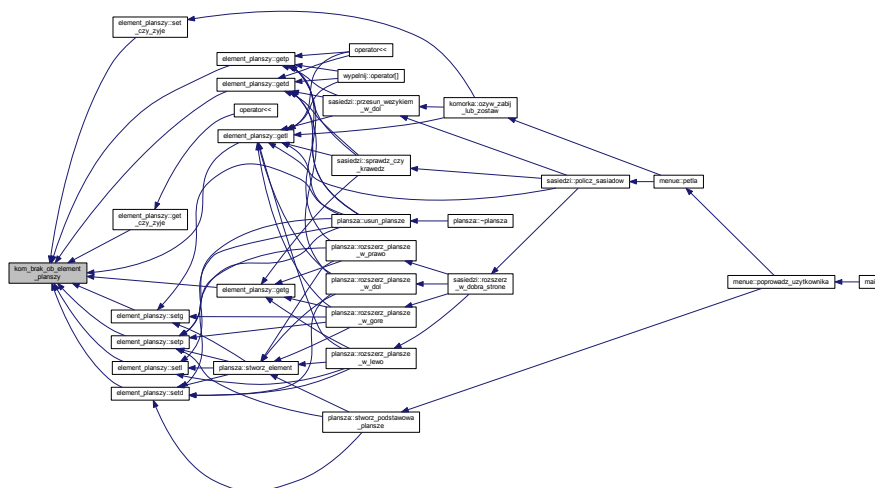 element_planszy::set
_czy_zyje
element_planszy::getp
operator<<
element_planszy::getd
wypelnij::operator[]
operator<<
sasiedzi::przesun_wezykiem
_w_dol
komorka::ozyw_zabij
_lub_zostaw
element_planszy::getl
sasiedzi::sprawdz_czy
_krawedz
sasiedzi::policz_sasiadow
menue::petla
element_planszy::get
_czy_zyje
plansza::usun_plansze
plansza::~plansza
plansza::rozszerz_plansze
_w_prawo
kom_brak_ob_element
_planszy
element_planszy::getg
plansza::rozszerz_plansze
_w_dol
sasiedzi::rozszerz
_w_dobra_strone
menue::poprowadz_uzytkownika
mai
element_planszy::setg
plansza::rozszerz_plansze
_w_gore
element_planszy::setp
plansza::rozszerz_plansze
_w_lewo
element_planszy::setl
plansza::stworz_element
element_planszy::setd
plansza::stworz_podstawowa
_plansze